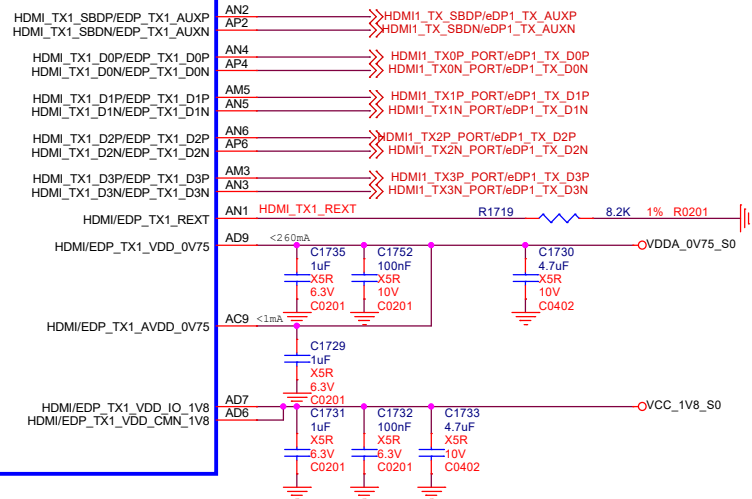 HDMI_TX1_SBDP/EDP_TX1_AUXP AN2 HDMI1_TX_SBDP/eDP1_TX_AUXP
HDMI_TX1_SBDN/EDP_TX1_AUXN AP2 HDMI1_TX_SBDN/eDP1_TX_AUXN
HDMI_TX1_D0P/EDP_TX1_D0P AN4 HDMI1_TX0P_PORT/eDP1_TX_D0P
HDMI_TX1_D0N/EDP_TX1_D0N AP4 HDMI1_TX0N_PORT/eDP1_TX_D0N
HDMI_TX1_D1P/EDP_TX1_D1P AM5 HDMI1_TX1P_PORT/eDP1_TX_D1P
HDMI_TX1_D1N/EDP_TX1_D1N AN5 HDMI1_TX1N_PORT/eDP1_TX_D1N
HDMI_TX1_D2P/EDP_TX1_D2P AN6 HDMI1_TX2P_PORT/eDP1_TX_D2P
HDMI_TX1_D2N/EDP_TX1_D2N AP6 HDMI1_TX2N_PORT/eDP1_TX_D2N
HDMI_TX1_D3P/EDP_TX1_D3P AM3 HDMI1_TX3P_PORT/eDP1_TX_D3P
HDMI_TX1_D3N/EDP_TX1_D3N AN3 HDMI1_TX3N_PORT/eDP1_TX_D3N
HDMI/EDP_TX1_REXT AN1 HDMI_TX1_REXT R1719 8.2K 1% R0201
HDMI/EDP_TX1_VDD_0V75 AD9 <260mA VDDA_0V75_S0
C1735 C1752 C1730
1uF 100nF 4.7uF
X5R X5R X5R
6.3V 10V 10V
C0201 C0201 C0402
HDMI/EDP_TX1_AVDD_0V75 AC9 <1mA
C1729
1uF
X5R
6.3V
C0201
HDMI/EDP_TX1_VDD_IO_1V8 AD7 VCC_1V8_S0
HDMI/EDP_TX1_VDD_CMN_1V8 AD6
C1731 C1732 C1733
1uF 100nF 4.7uF
X5R X5R X5R
6.3V 6.3V 10V
C0201 C0201 C0402